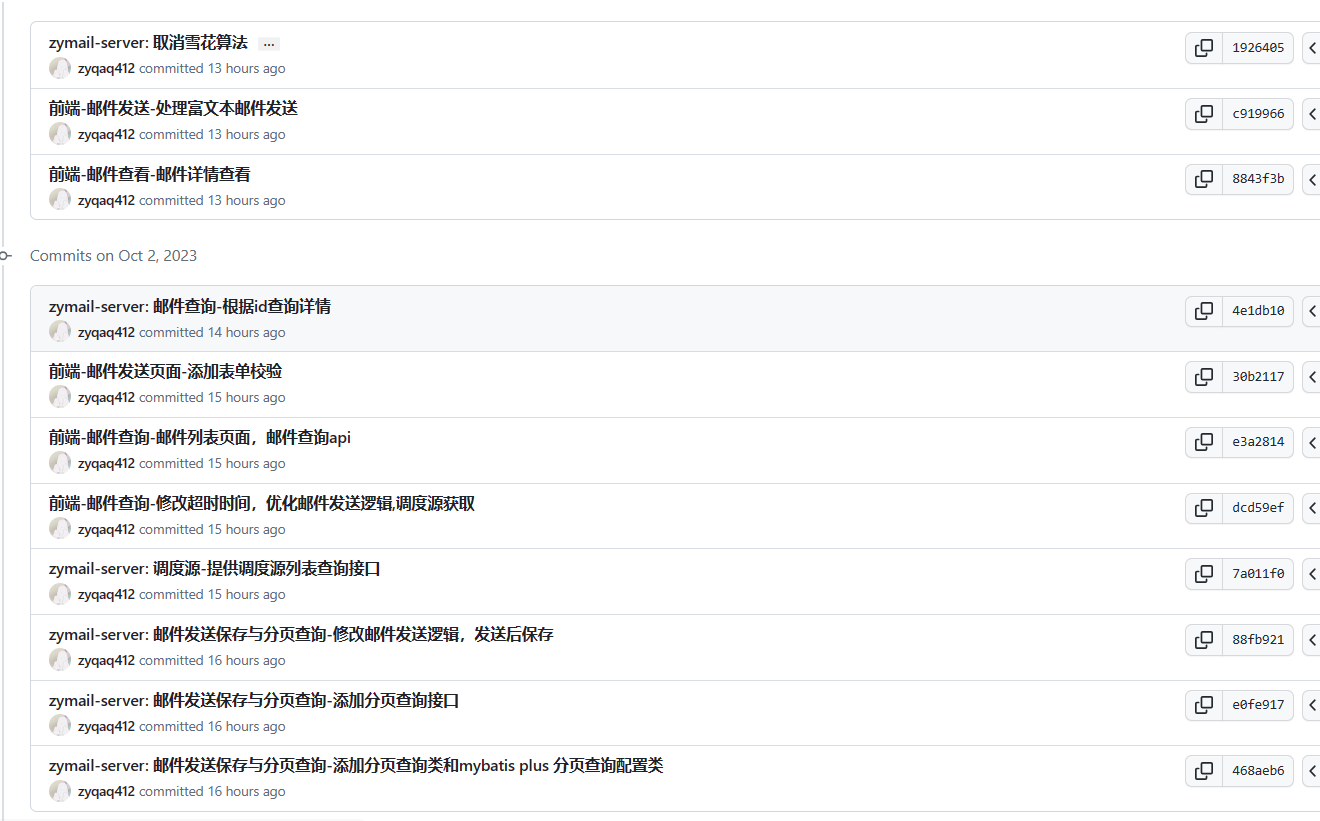 zymail-server: 取消雪花算法 …
zyqaq412 committed 13 hours ago
1926405
前端-邮件发送-处理富文本邮件发送
zyqaq412 committed 13 hours ago
c919966
前端-邮件查看-邮件详情查看
zyqaq412 committed 13 hours ago
8843f3b
Commits on Oct 2, 2023
zymail-server: 邮件查询-根据id查询详情
zyqaq412 committed 14 hours ago
4e1db10
前端-邮件发送页面-添加表单校验
zyqaq412 committed 15 hours ago
30b2117
前端-邮件查询-邮件列表页面，邮件查询api
zyqaq412 committed 15 hours ago
e3a2814
前端-邮件查询-修改超时时间，优化邮件发送逻辑,调度源获取
zyqaq412 committed 15 hours ago
dcd59ef
zymail-server: 调度源-提供调度源列表查询接口
zyqaq412 committed 15 hours ago
7a011f0
zymail-server: 邮件发送保存与分页查询-修改邮件发送逻辑，发送后保存
zyqaq412 committed 16 hours ago
88fb921
zymail-server: 邮件发送保存与分页查询-添加分页查询接口
zyqaq412 committed 16 hours ago
e0fe917
zymail-server: 邮件发送保存与分页查询-添加分页查询类和mybatis plus 分页查询配置类
zyqaq412 committed 16 hours ago
468aeb6